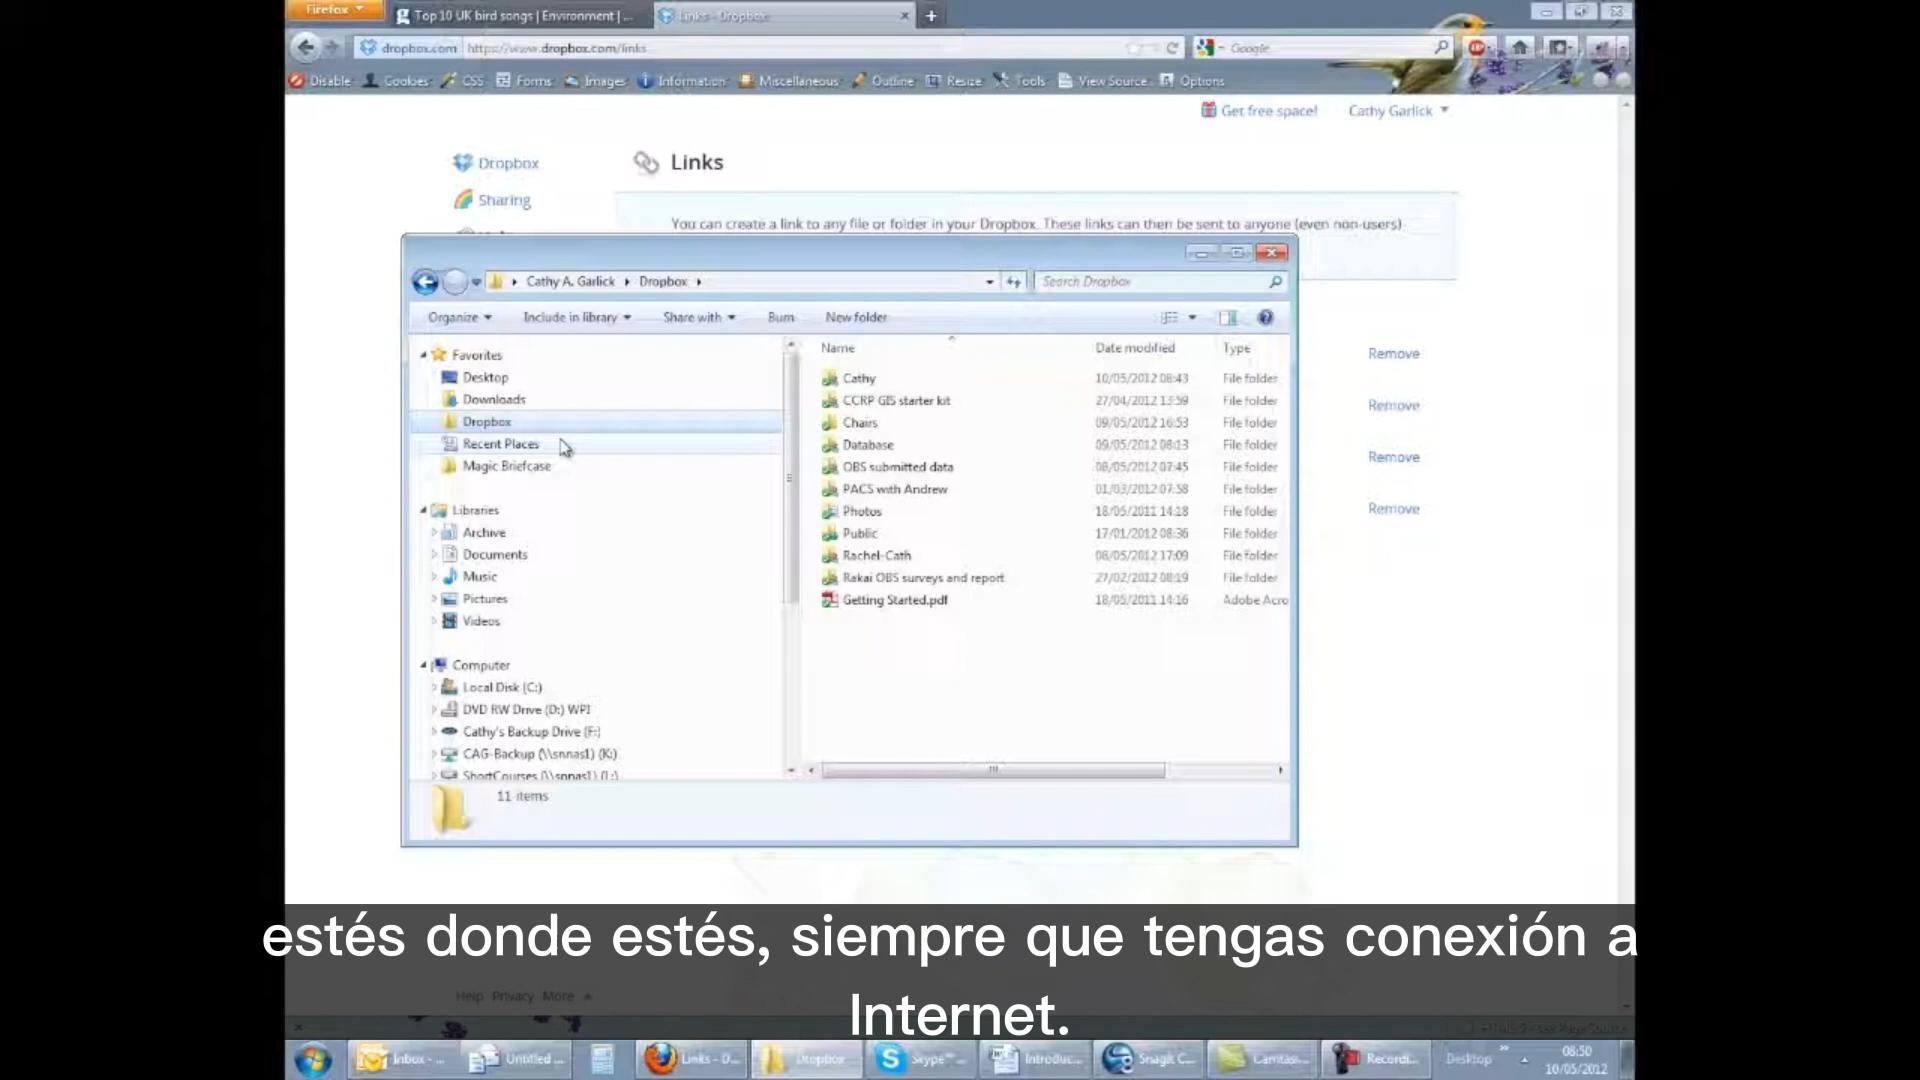 Firefox
Top 10 UK bird songs | Environment | ...
Links - Dropbox
dropbox.com https://www.dropbox.com/links
Google
Disable Cookies CSS Forms Images Information Miscellaneous Outline Resize Tools View Source Options
Get free space! Cathy Garlick
Dropbox
Links
Sharing
You can create a link to any file or folder in your Dropbox. These links can then be sent to anyone (even non-users)
Cathy A. Garlick Dropbox
Search Dropbox
Organize Include in library Share with Burn New folder
Favorites
Desktop
Downloads
Dropbox
Recent Places
Magic Briefcase
Libraries
Archive
Documents
Music
Pictures
Videos
Computer
Local Disk (C:)
DVD RW Drive (D:) WPI
Cathy's Backup Drive (F:)
CAG-Backup (\\snnas1) (K:)
ShortCourses (\\snnas1) (L:)
Name Date modified Type
Cathy 10/05/2012 08:43 File folder
CCRP GIS starter kit 27/04/2012 13:59 File folder
Chairs 09/05/2012 16:53 File folder
Database 09/05/2012 08:13 File folder
OBS submitted data 08/05/2012 07:45 File folder
PACS with Andrew 01/03/2012 07:58 File folder
Photos 18/05/2011 14:18 File folder
Public 17/01/2012 08:36 File folder
Rachel-Cath 08/05/2012 17:09 File folder
Rakai OBS surveys and report 27/02/2012 08:19 File folder
Getting Started.pdf 18/05/2011 14:16 Adobe Acro
11 items
Remove
Remove
Remove
Remove
estés donde estés, siempre que tengas conexión a
Internet.
Help Privacy More
Inbox - ... Untitled ... Links - D... Dropbox Skype™ ... Introduc... Snagit C... Camtasi... Recordi... Desktop
08:50
10/05/2012